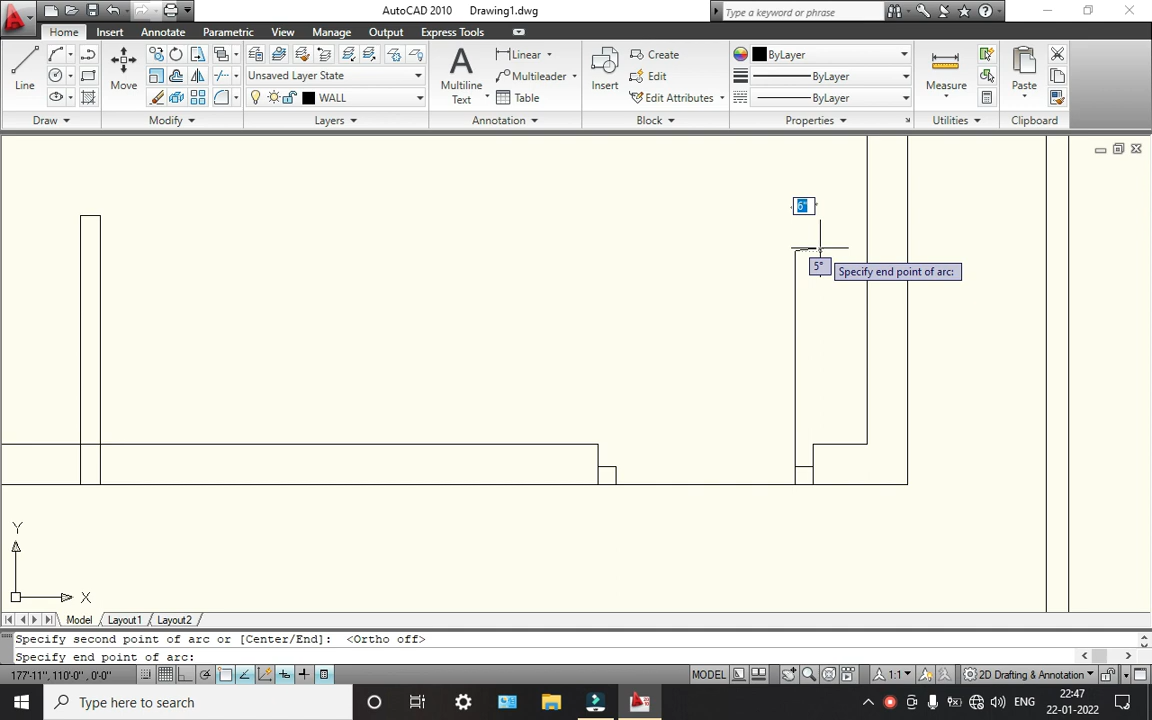 AutoCAD 2010 Drawing1.dwg
Type a keyword or phrase
Home Insert Annotate Parametric View Manage Output Express Tools
Line
Move
Unsaved Layer State
WALL
Multiline
Text
Linear
Multileader
Table
Insert
Create
Edit
Edit Attributes
ByLayer
ByLayer
ByLayer
Measure
Paste
Draw Modify Layers Annotation Block Properties Utilities Clipboard
6"
5°
Specify end point of arc:
Y
X
Model Layout1 Layout2
Specify second point of arc or [Center/End]: <Ortho off>
Specify end point of arc:
177'-11", 110'-0" , 0'-0"
MODEL
1:1
2D Drafting & Annotation
Type here to search
ENG
22:47
22-01-2022